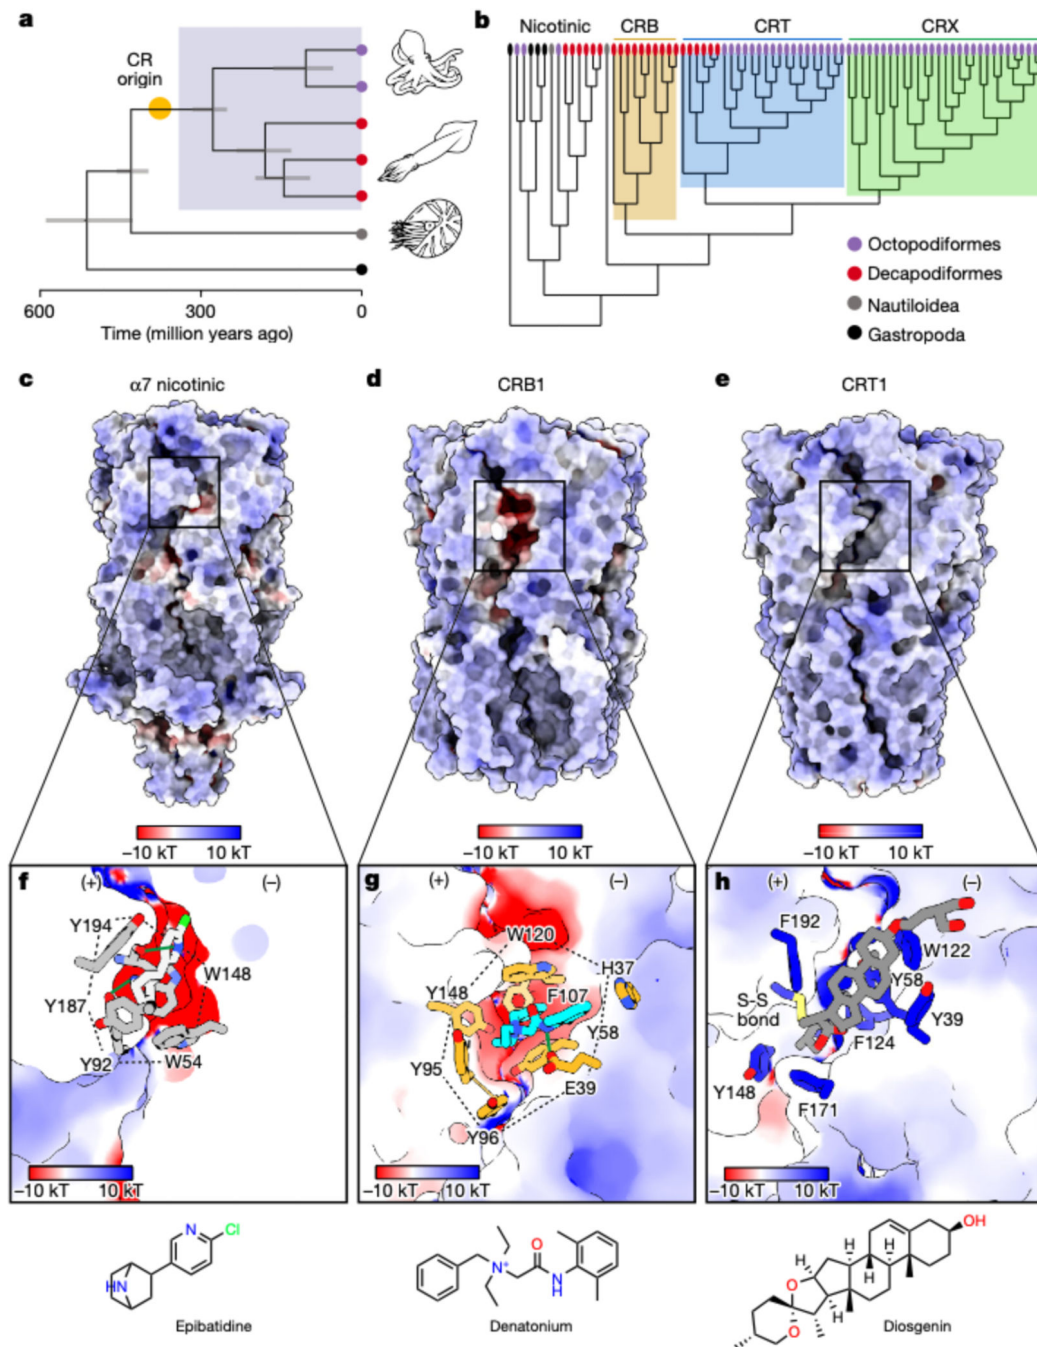 a
CR
origin
600
300
0
Time (million years ago)
b
Nicotinic
CRB
CRT
CRX
Octopodiformes
Decapodiformes
Nautiloidea
Gastropoda
c
α7 nicotinic
d
CRB1
e
CRT1
−10 kT
10 kT
−10 kT
10 kT
−10 kT
10 kT
f
(+)
(−)
Y194
W148
Y187
Y92
W54
−10 kT
10 kT
g
(+)
(−)
W120
H37
Y148
F107
Y58
Y95
E39
Y96
−10 kT
10 kT
h
(+)
(−)
F192
W122
Y58
S-S
bond
Y39
F124
Y148
F171
−10 kT
10 kT
N
Cl
HN
Epibatidine
N+
O
N
H
Denatonium
OH
H
H
H
H
H
O
O
Diosgenin